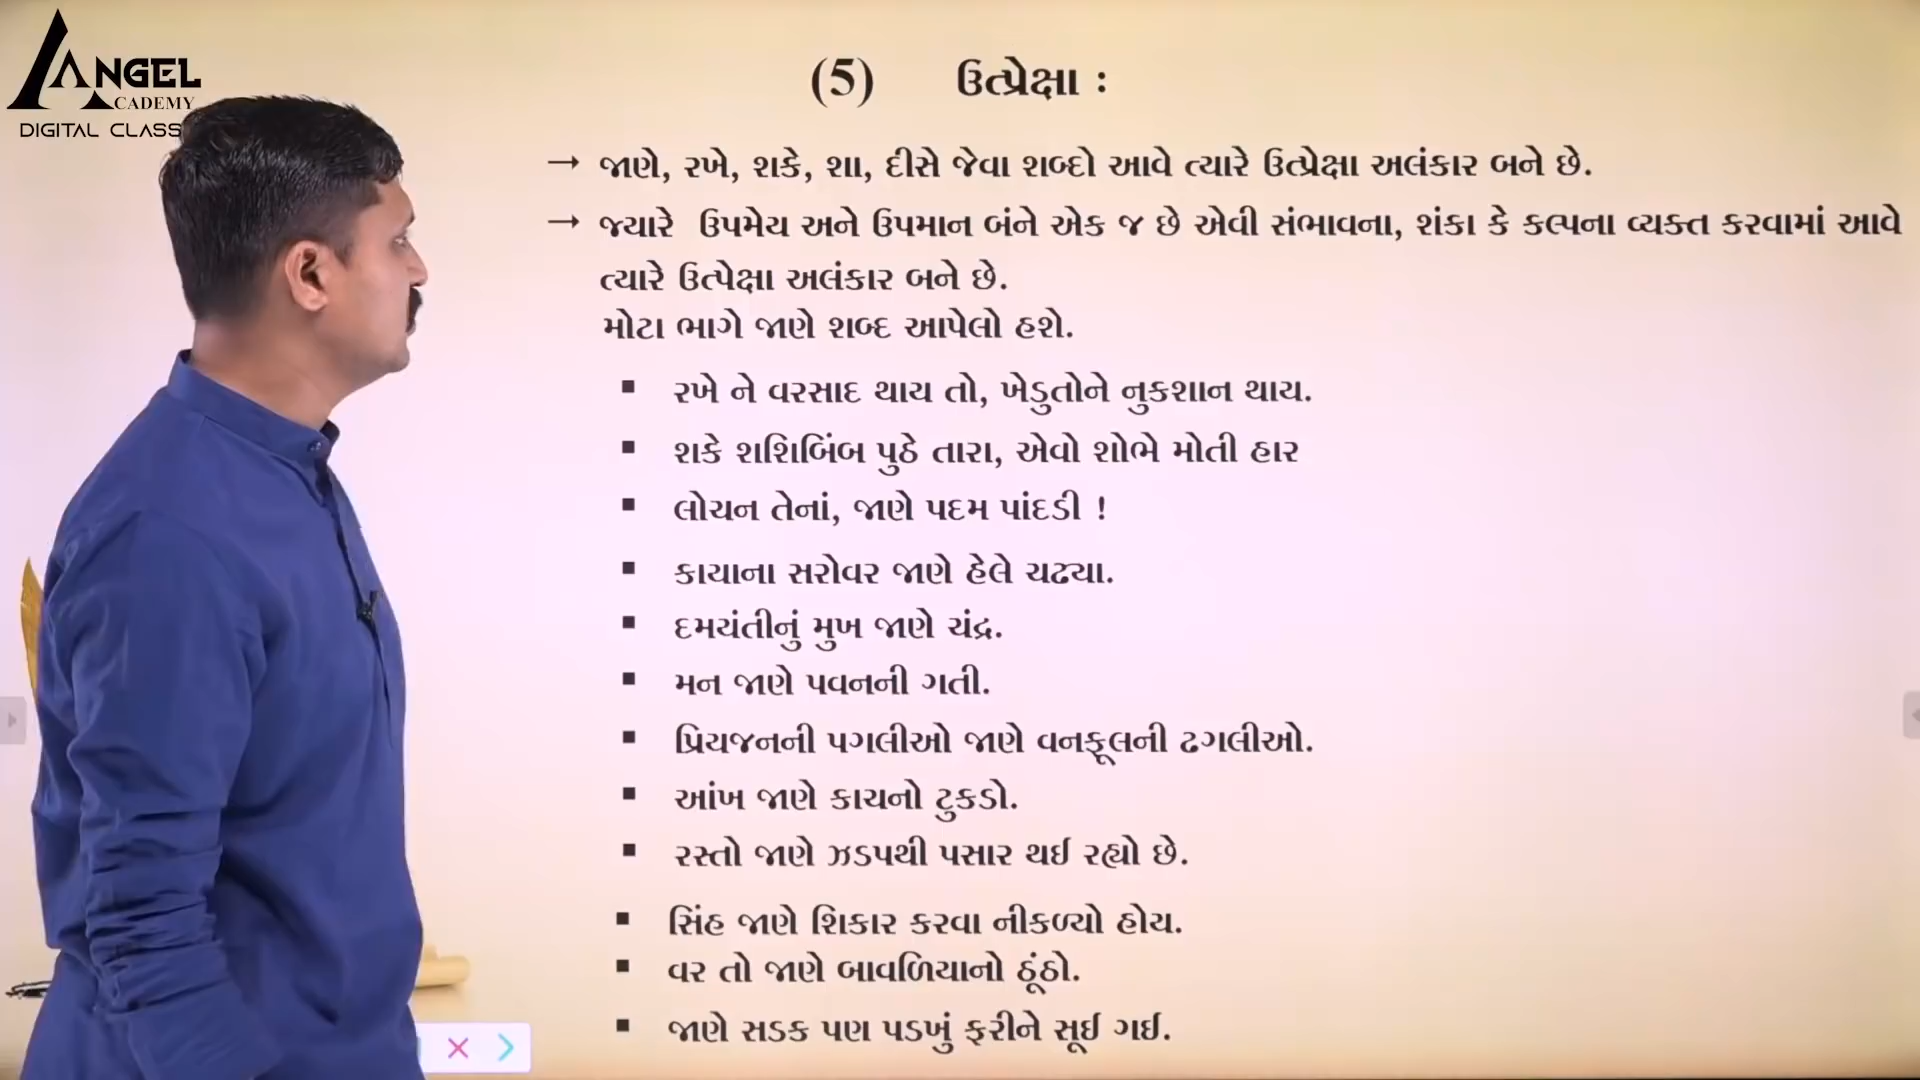 ANGEL
ACADEMY
DIGITAL CLASS
(5) ઉત્પ્રેક્ષા :
→ જાણે, રખે, શકે, શા, દીસે જેવા શબ્દો આવે ત્યારે ઉત્પ્રેક્ષા અલંકાર બને છે.
→ જ્યારે ઉપમેય અને ઉપમાન બંને એક જ છે એવી સંભાવના, શંકા કે કલ્પના વ્યક્ત કરવામાં આવે
ત્યારે ઉત્પેક્ષા અલંકાર બને છે.
મોટા ભાગે જાણે શબ્દ આપેલો હશે.
▪ રખે ને વરસાદ થાય તો, ખેડુતોને નુકશાન થાય.
▪ શકે શશિબિંબ પુઠે તારા, એવો શોભે મોતી હાર
▪ લોચન તેનાં, જાણે પદમ પાંદડી !
▪ કાયાના સરોવર જાણે હેલે ચઢ્યા.
▪ દમયંતીનું મુખ જાણે ચંદ્ર.
▪ મન જાણે પવનની ગતી.
▪ પ્રિયજનની પગલીઓ જાણે વનફૂલની ઢગલીઓ.
▪ આંખ જાણે કાચનો ટુકડો.
▪ રસ્તો જાણે ઝડપથી પસાર થઈ રહ્યો છે.
▪ સિંહ જાણે શિકાર કરવા નીકળ્યો હોય.
▪ વર તો જાણે બાવળિયાનો ઠૂંઠો.
▪ જાણે સડક પણ પડખું ફરીને સૂઈ ગઈ.